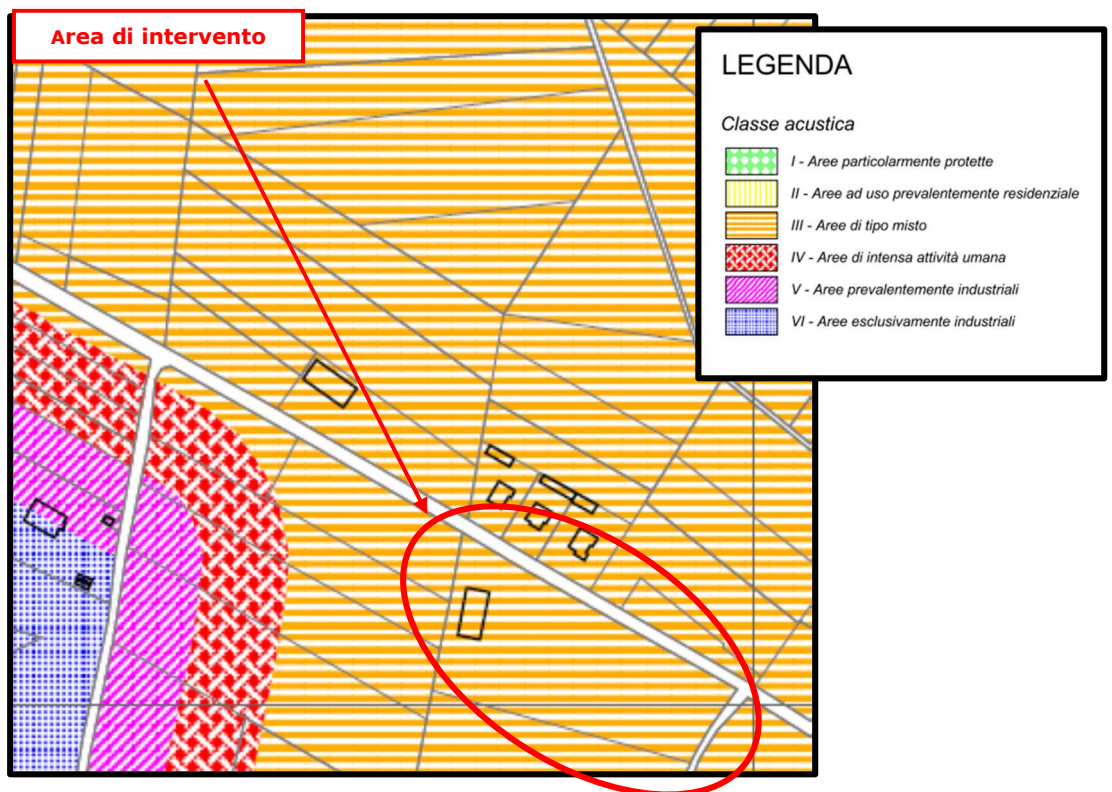 Area di intervento
LEGENDA
Classe acustica
I - Aree particolarmente protette
II - Aree ad uso prevalentemente residenziale
III - Aree di tipo misto
IV - Aree di intensa attività umana
V - Aree prevalentemente industriali
VI - Aree esclusivamente industriali